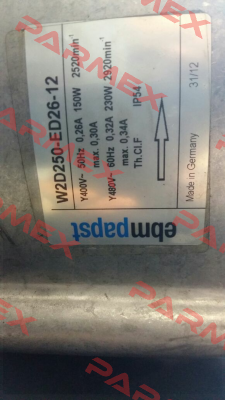 W2D250-ED26-12
Y400V~ 50Hz 0,26A 150W 2520min⁻¹
max. 0,30A
Y480V~ 60Hz 0,32A 230W 2920min⁻¹
max. 0,34A
Th.Cl.F IP54
ebmpapst
Made in Germany 31/12
PARMEX
PARMEX
PARMEX
PARMEX